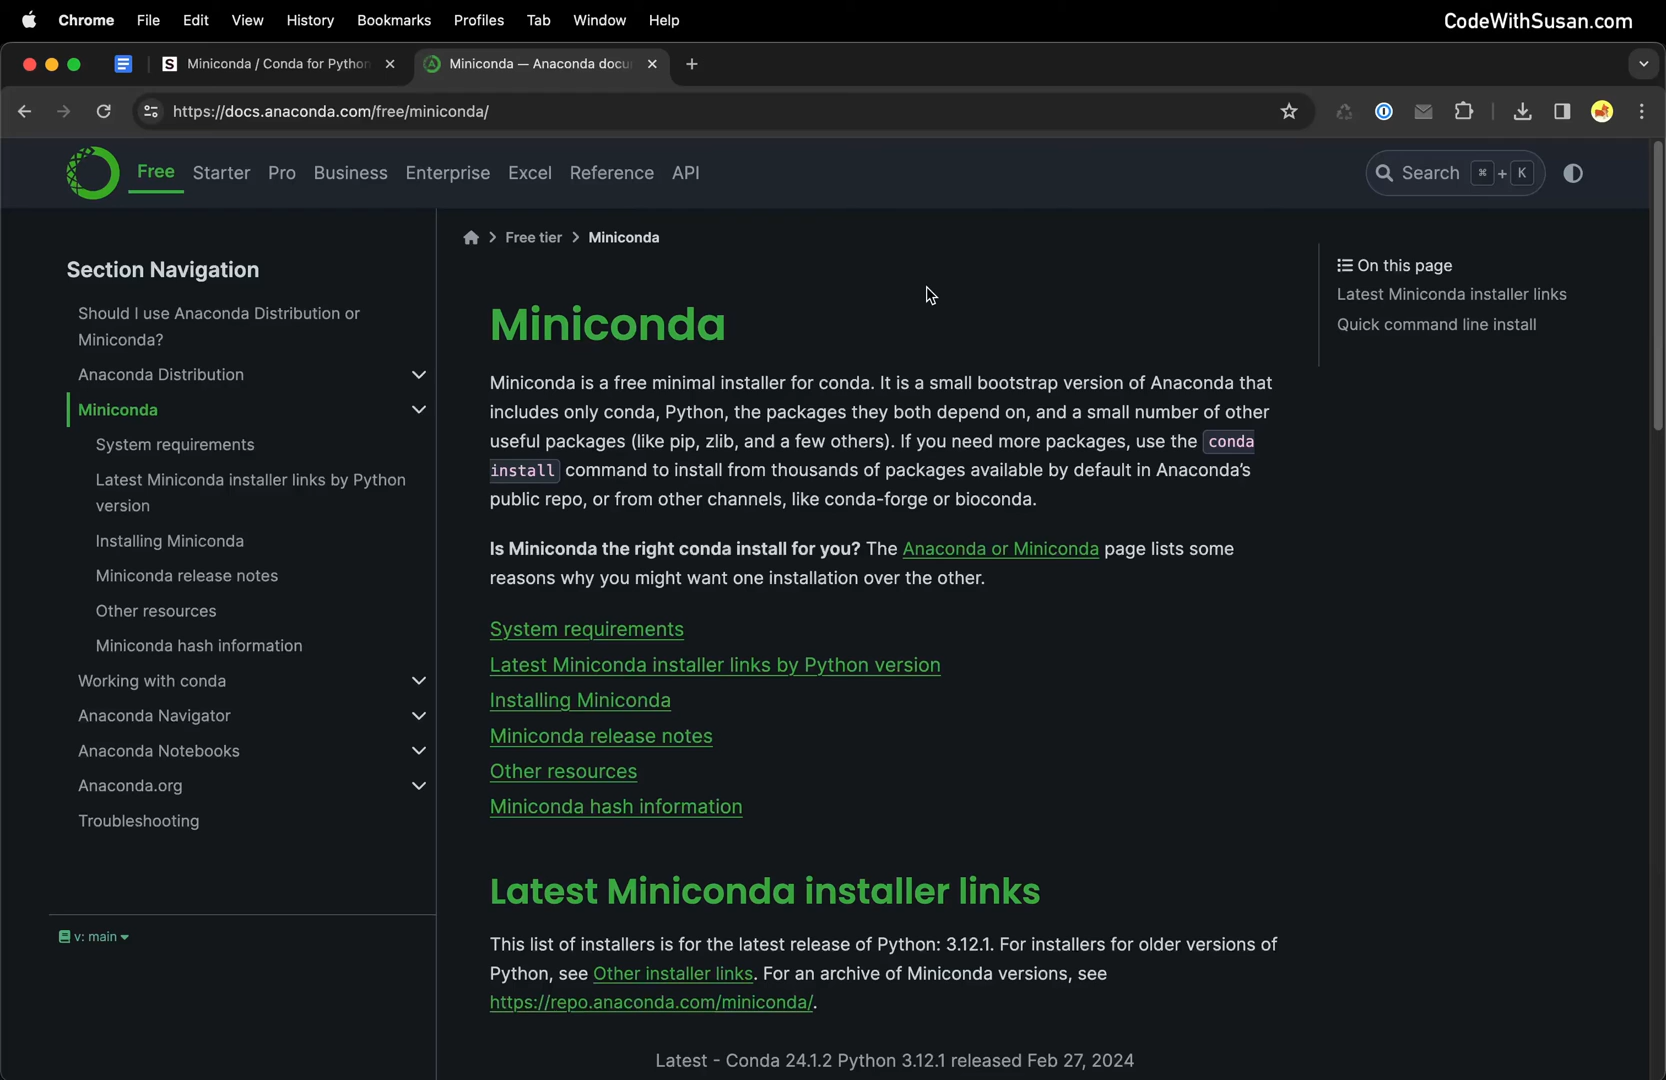 Chrome File Edit View History Bookmarks Profiles Tab Window Help
CodeWithSusan.com
Miniconda / Conda for Python
Miniconda — Anaconda docu
https://docs.anaconda.com/free/miniconda/
Free Starter Pro Business Enterprise Excel Reference API
Search ⌘ + K
Section Navigation
Should I use Anaconda Distribution or
Miniconda?
Anaconda Distribution
Miniconda
System requirements
Latest Miniconda installer links by Python
version
Installing Miniconda
Miniconda release notes
Other resources
Miniconda hash information
Working with conda
Anaconda Navigator
Anaconda Notebooks
Anaconda.org
Troubleshooting
v: main
Free tier > Miniconda
Miniconda
Miniconda is a free minimal installer for conda. It is a small bootstrap version of Anaconda that
includes only conda, Python, the packages they both depend on, and a small number of other
useful packages (like pip, zlib, and a few others). If you need more packages, use the conda
install command to install from thousands of packages available by default in Anaconda’s
public repo, or from other channels, like conda-forge or bioconda.
Is Miniconda the right conda install for you? The Anaconda or Miniconda page lists some
reasons why you might want one installation over the other.
System requirements
Latest Miniconda installer links by Python version
Installing Miniconda
Miniconda release notes
Other resources
Miniconda hash information
Latest Miniconda installer links
This list of installers is for the latest release of Python: 3.12.1. For installers for older versions of
Python, see Other installer links. For an archive of Miniconda versions, see
https://repo.anaconda.com/miniconda/.
Latest - Conda 24.1.2 Python 3.12.1 released Feb 27, 2024
On this page
Latest Miniconda installer links
Quick command line install